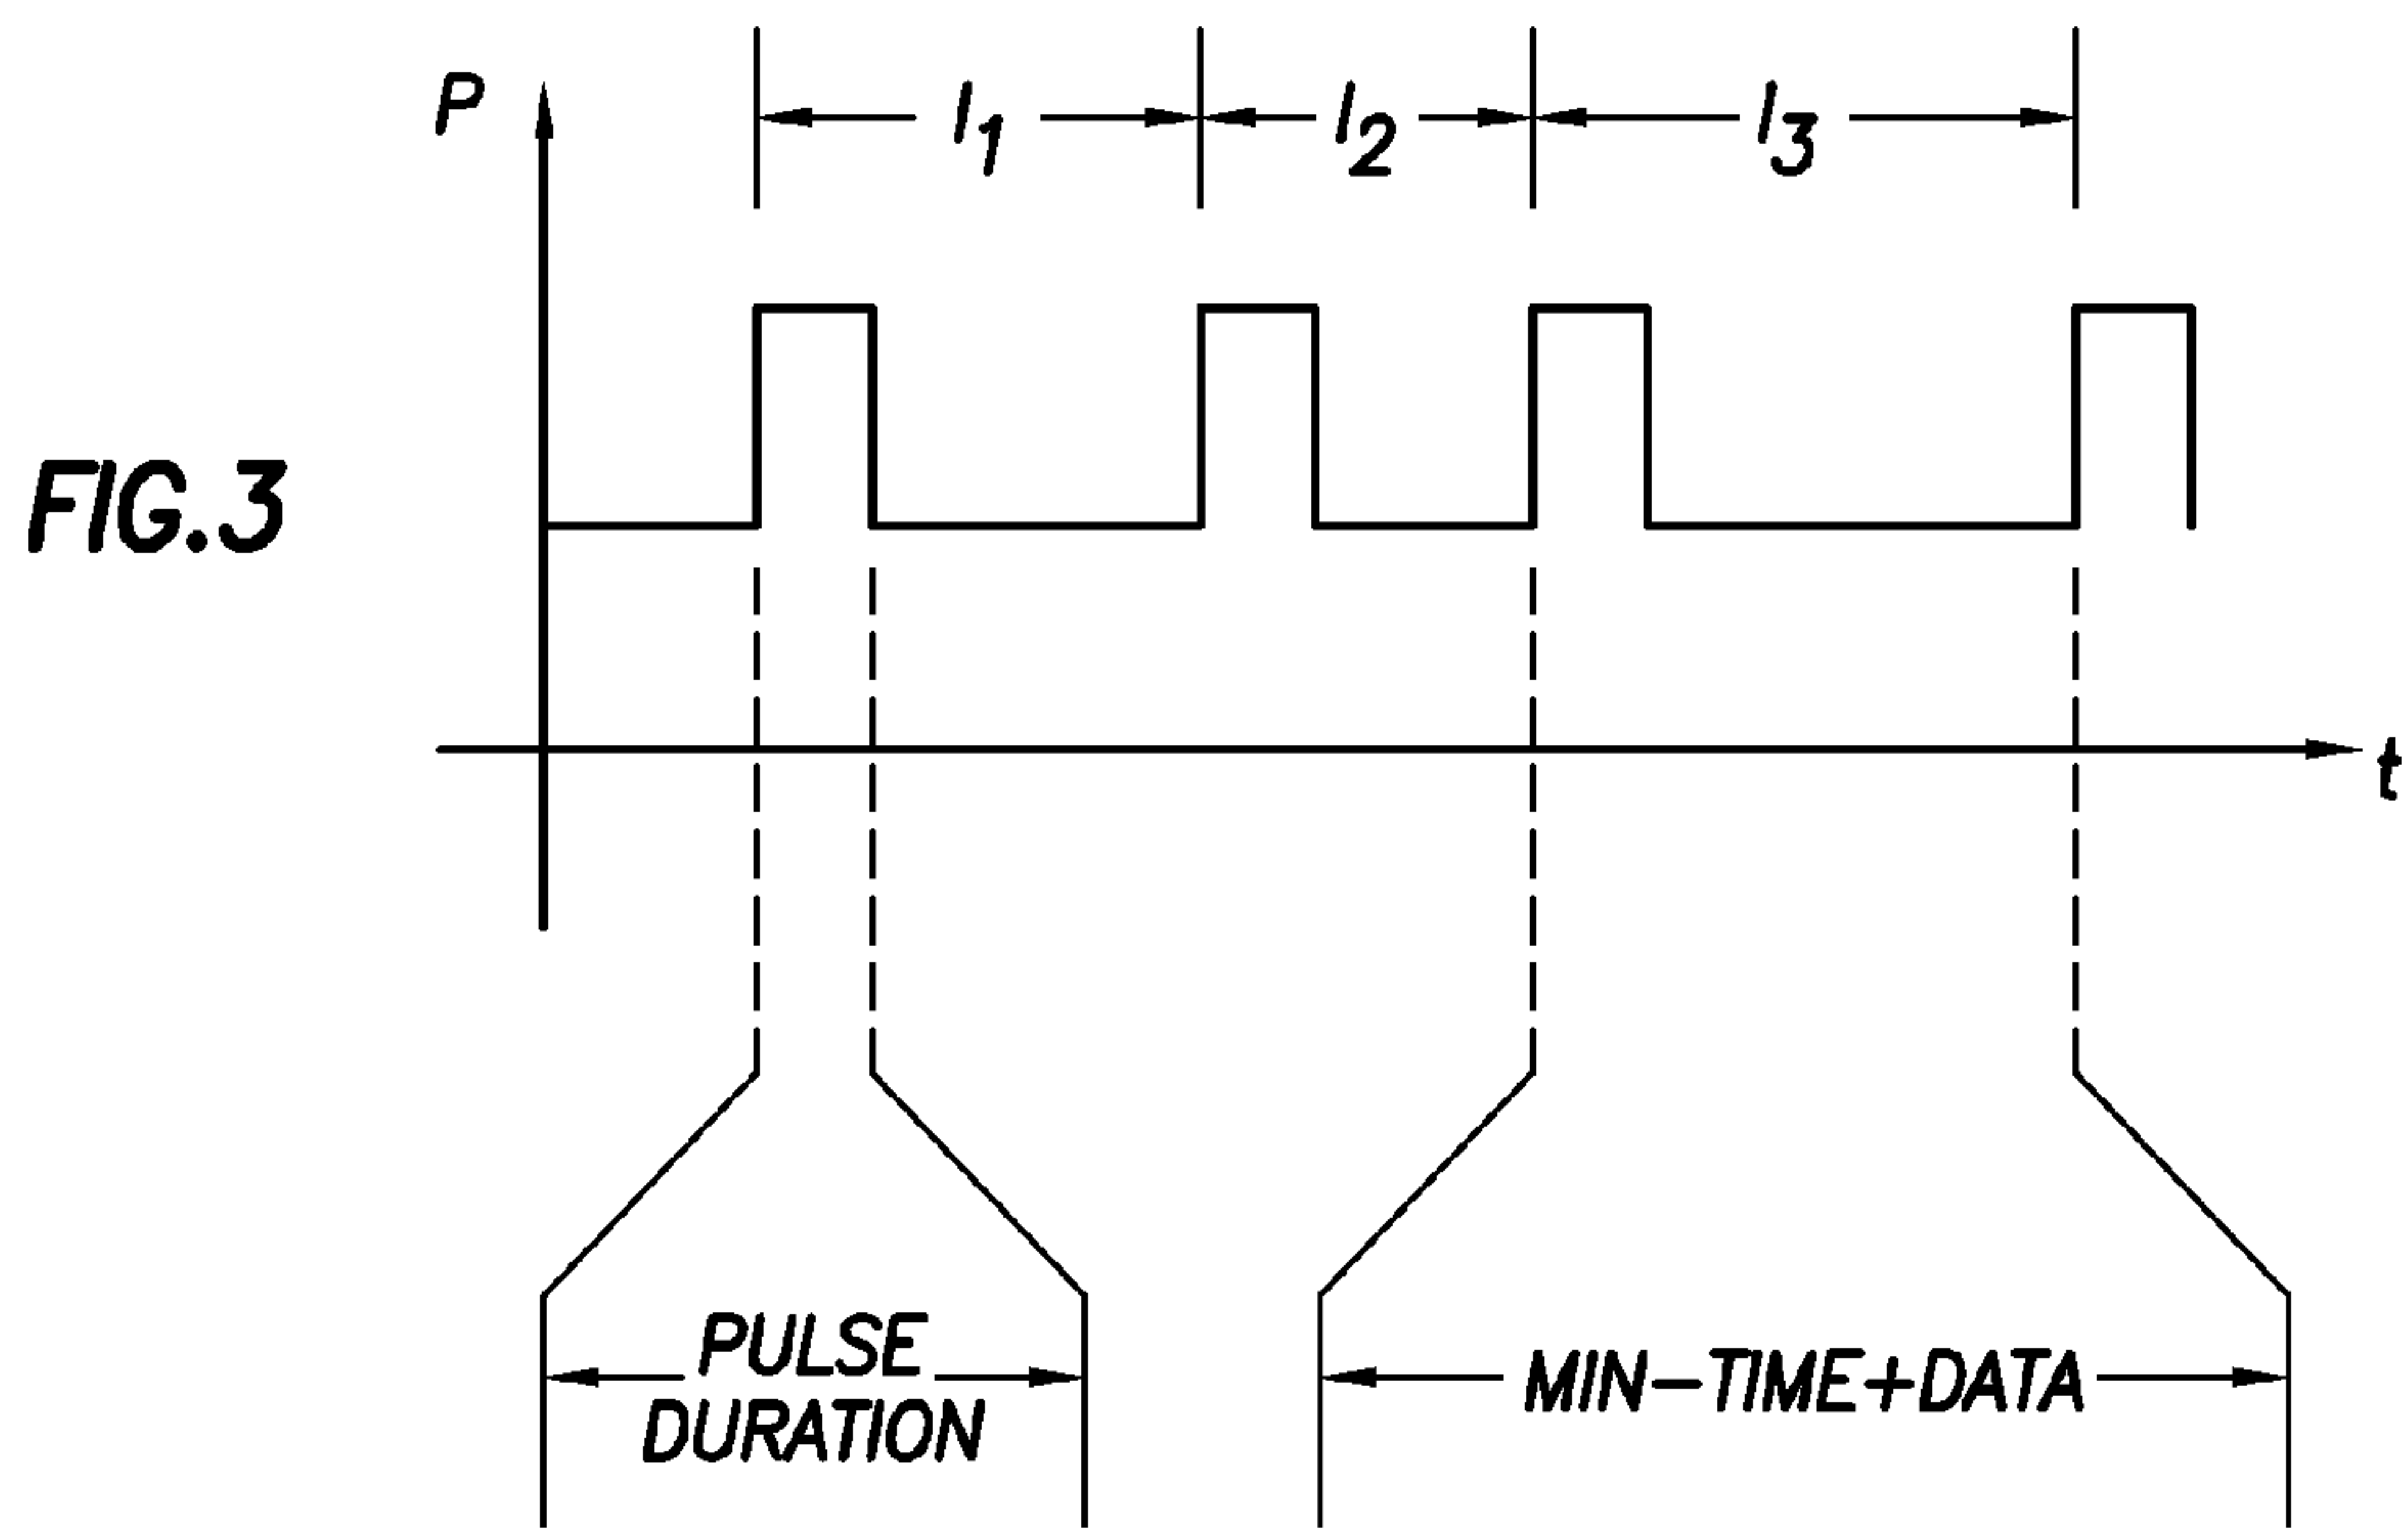 P
I1
I2
I3
FIG.3
t
PULSE
DURATION
MIN-TIME+DATA